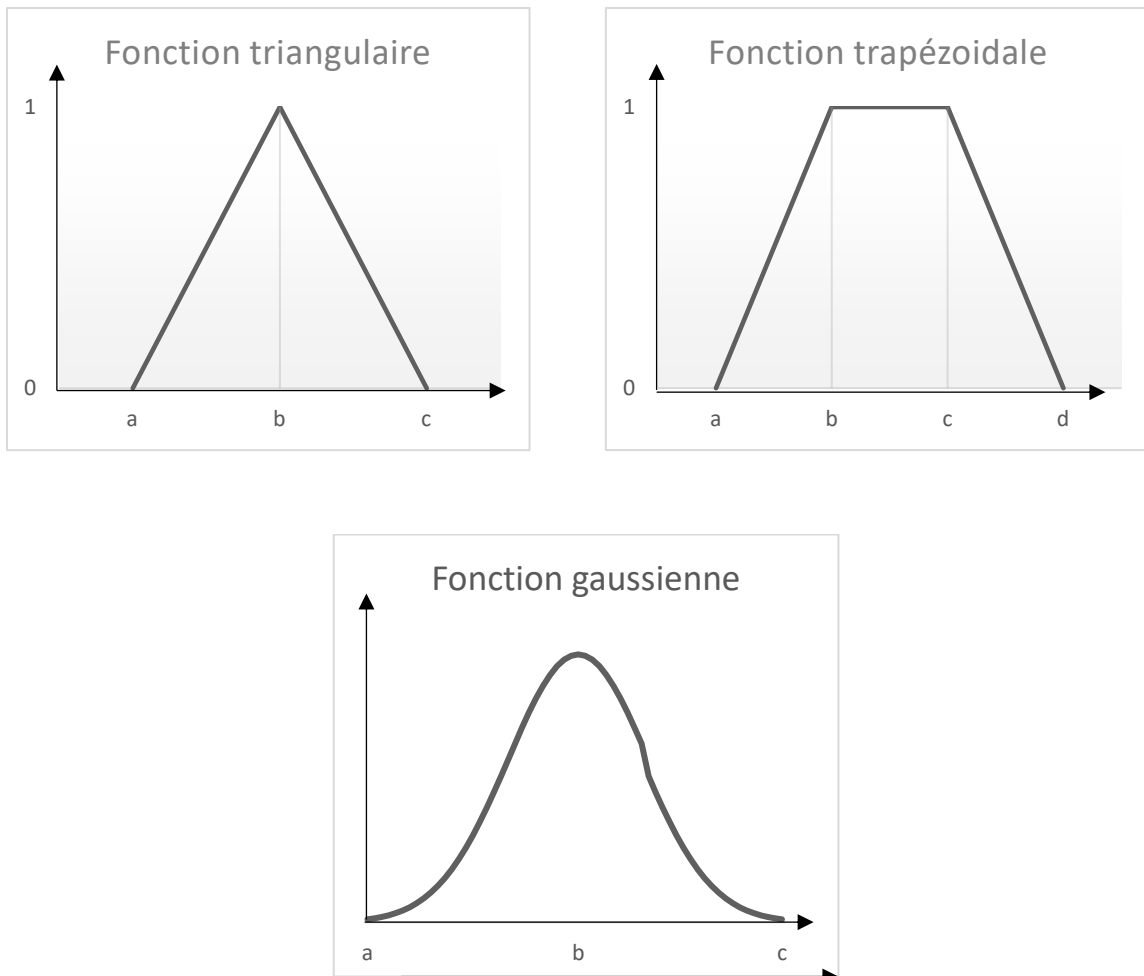 Fonction triangulaire
1
0
a b c
Fonction trapézoidale
1
0
a b c d
Fonction gaussienne
a b c